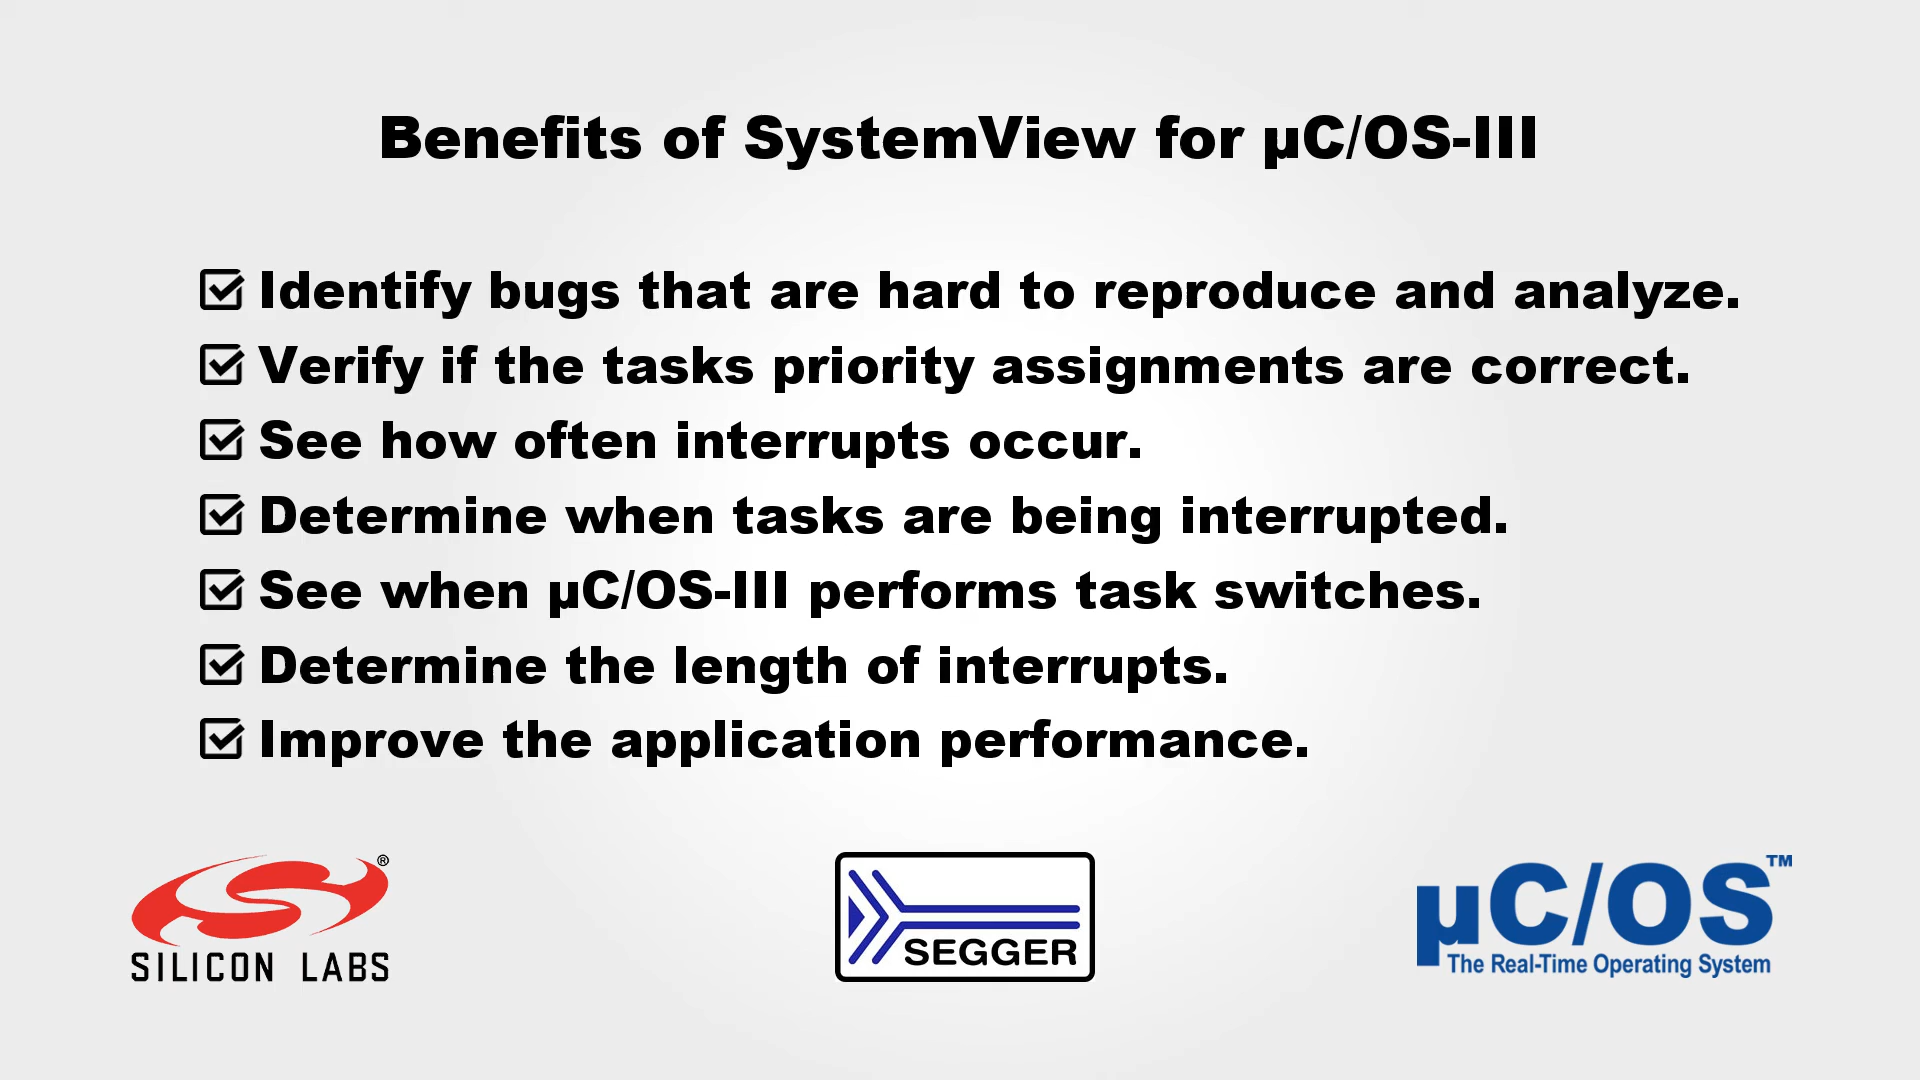 Benefits of SystemView for µC/OS-III
Identify bugs that are hard to reproduce and analyze.
Verify if the tasks priority assignments are correct.
See how often interrupts occur.
Determine when tasks are being interrupted.
See when µC/OS-III performs task switches.
Determine the length of interrupts.
Improve the application performance.
®
SILICON LABS
SEGGER
µC/OS™
The Real-Time Operating System